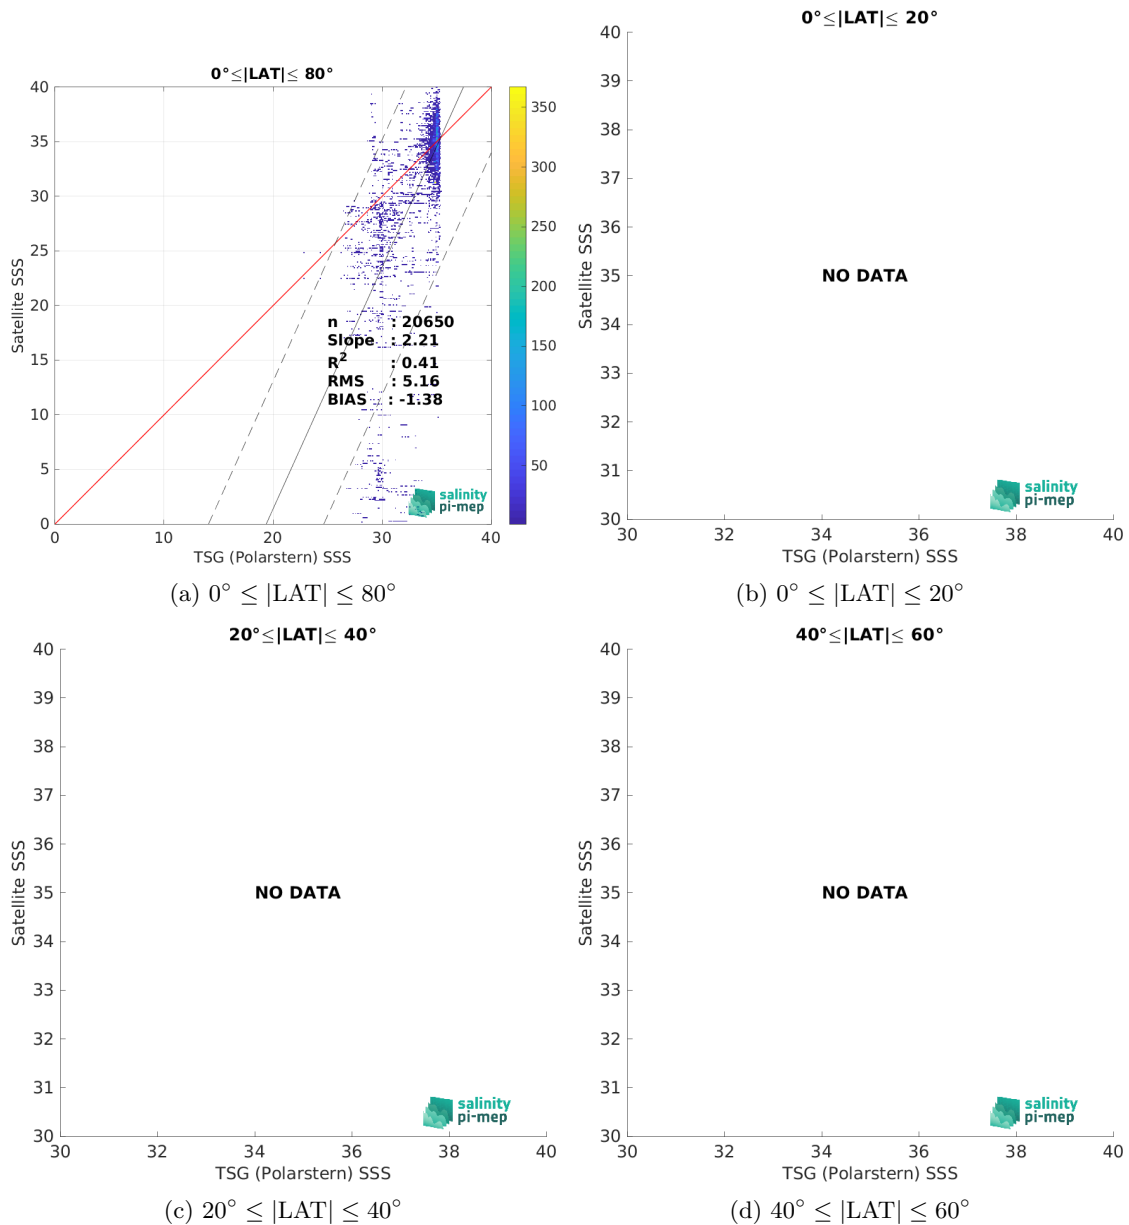 0°≤|LAT|≤ 80°
40
35
30
25
20
15
10
5
0
Satellite SSS
n : 20650
Slope : 2.21
R² : 0.41
RMS : 5.16
BIAS : -1.38
salinity
pi-mep
0 10 20 30 40
TSG (Polarstern) SSS
350
300
250
200
150
100
50
(a) 0° ≤ |LAT| ≤ 80°
0°≤|LAT|≤ 20°
40
39
38
37
36
35
34
33
32
31
30
Satellite SSS
NO DATA
salinity
pi-mep
30 32 34 36 38 40
TSG (Polarstern) SSS
(b) 0° ≤ |LAT| ≤ 20°
20°≤|LAT|≤ 40°
40
39
38
37
36
35
34
33
32
31
30
Satellite SSS
NO DATA
salinity
pi-mep
30 32 34 36 38 40
TSG (Polarstern) SSS
(c) 20° ≤ |LAT| ≤ 40°
40°≤|LAT|≤ 60°
40
39
38
37
36
35
34
33
32
31
30
Satellite SSS
NO DATA
salinity
pi-mep
30 32 34 36 38 40
TSG (Polarstern) SSS
(d) 40° ≤ |LAT| ≤ 60°